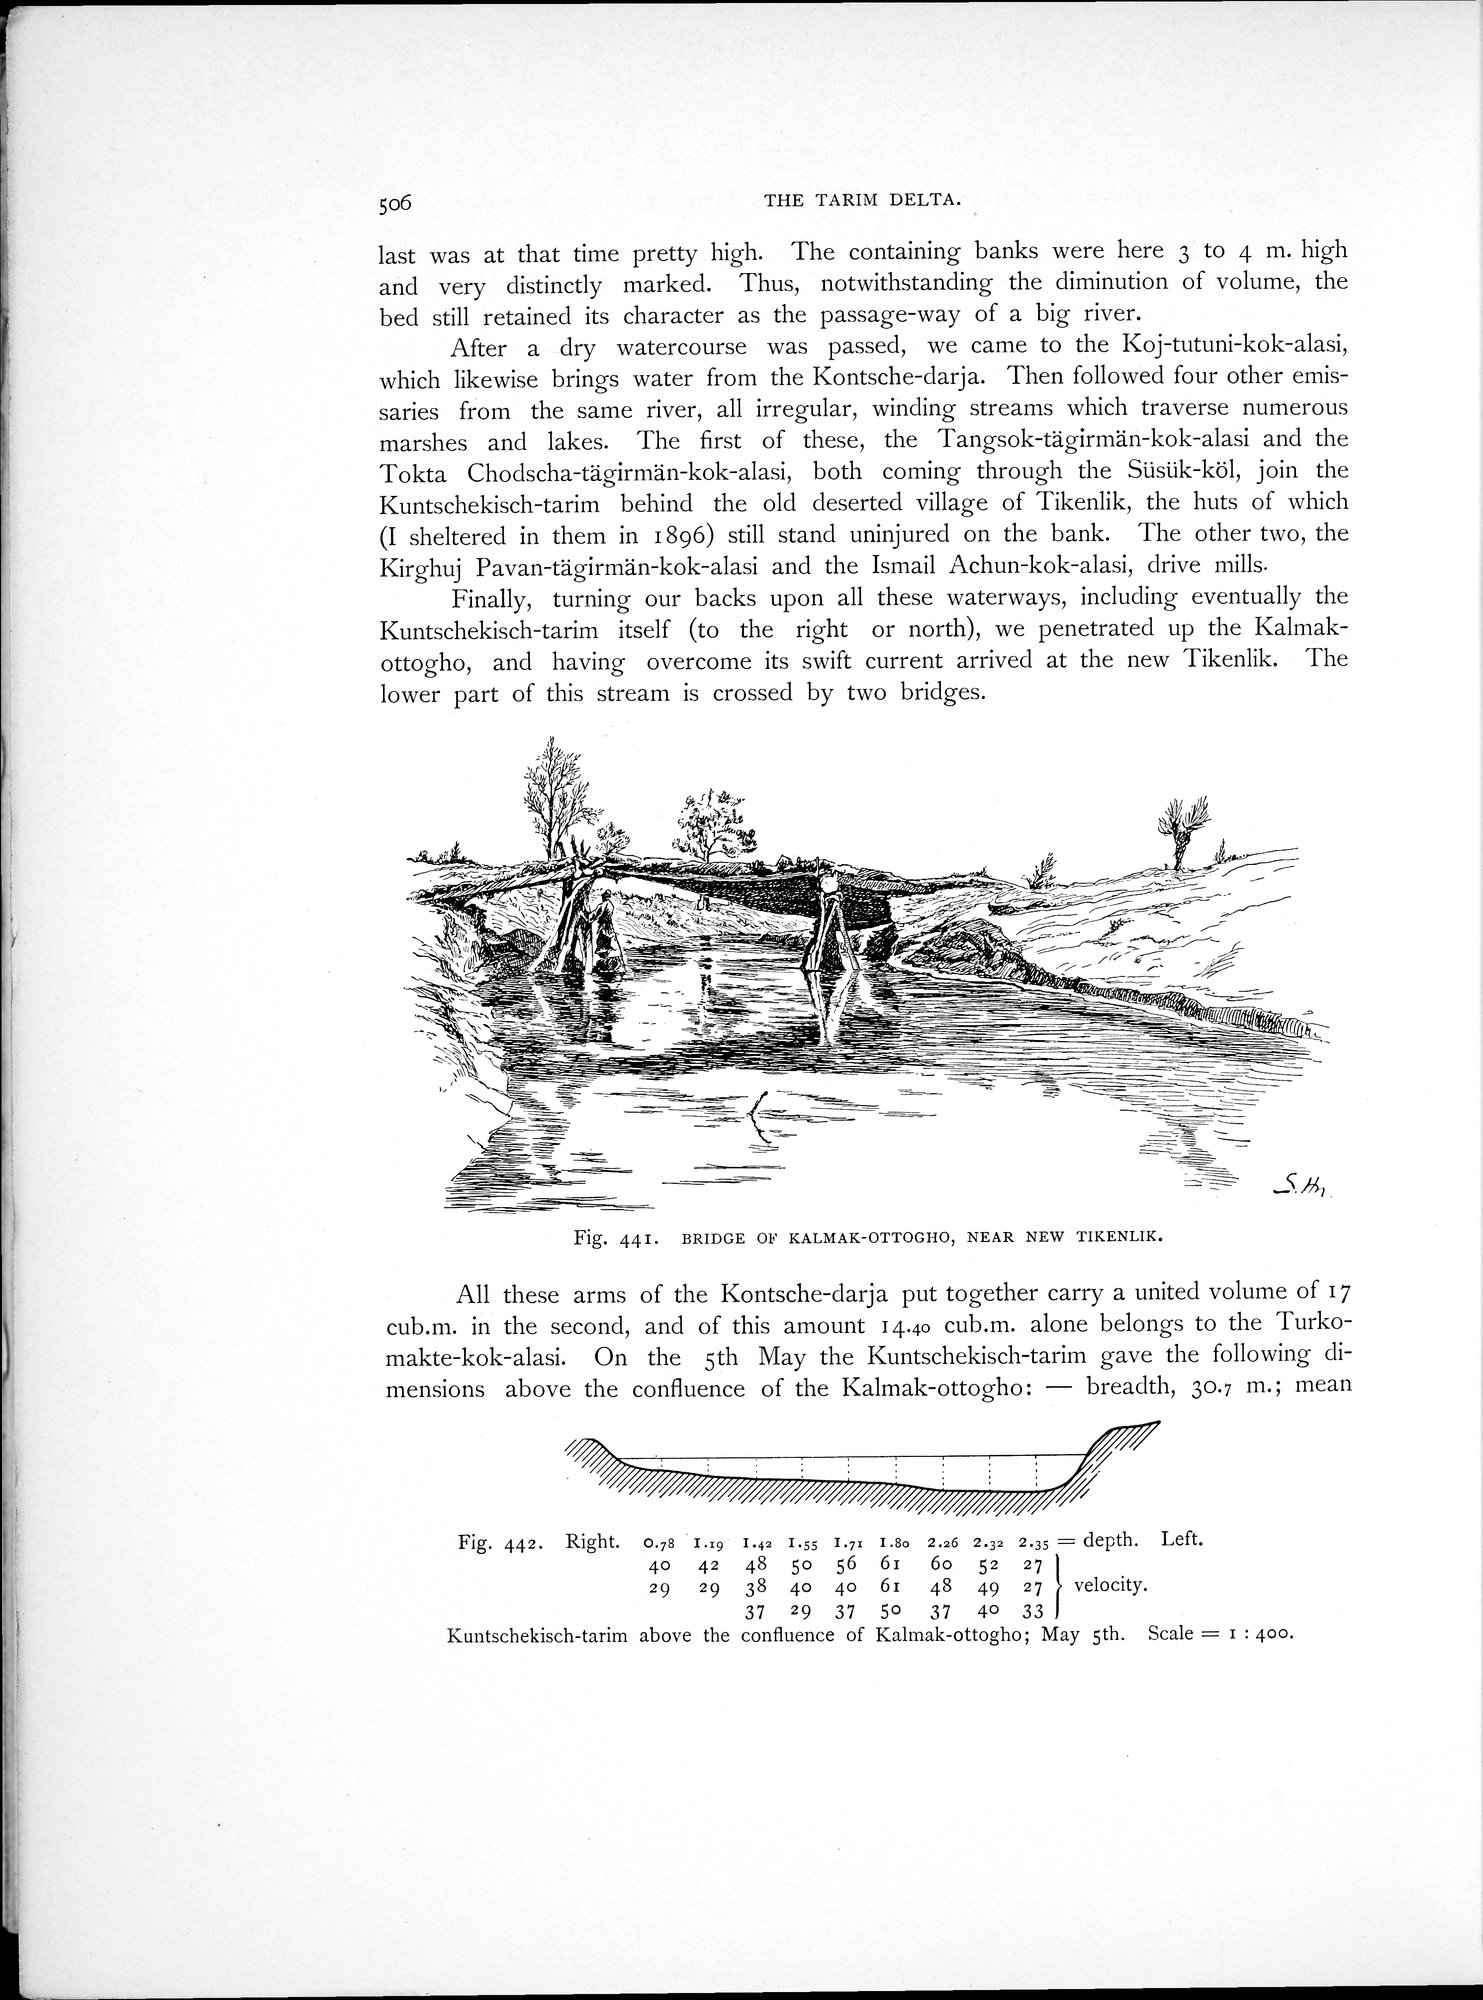 506
THE TARIM DELTA.
last was at that time pretty high. The containing banks were here 3 to 4 m. high
and very distinctly marked. Thus, notwithstanding the diminution of volume, the
bed still retained its character as the passage-way of a big river.
After a dry watercourse was passed, we came to the Koj-tutuni-kok-alasi,
which likewise brings water from the Kontsche-darja. Then followed four other emis-
saries from the same river, all irregular, winding streams which traverse numerous
marshes and lakes. The first of these, the Tangsok-tägirmän-kok-alasi and the
Tokta Chodscha-tägirmän-kok-alasi, both coming through the Süsük-köl, join the
Kuntschekisch-tarim behind the old deserted village of Tikenlik, the huts of which
(I sheltered in them in 1896) still stand uninjured on the bank. The other two, the
Kirghuj Pavan-tägirmän-kok-alasi and the Ismail Achun-kok-alasi, drive mills.
Finally, turning our backs upon all these waterways, including eventually the
Kuntschekisch-tarim itself (to the right or north), we penetrated up the Kalmak-
ottogho, and having overcome its swift current arrived at the new Tikenlik. The
lower part of this stream is crossed by two bridges.
S. Hn.
Fig. 441. BRIDGE OF KALMAK-OTTOGHO, NEAR NEW TIKENLIK.
All these arms of the Kontsche-darja put together carry a united volume of 17
cub.m. in the second, and of this amount 14.40 cub.m. alone belongs to the Turko-
makte-kok-alasi. On the 5th May the Kuntschekisch-tarim gave the following di-
mensions above the confluence of the Kalmak-ottogho: — breadth, 30.7 m.; mean
Fig. 442. Right. 0.78 1.19 1.42 1.55 1.71 1.80 2.26 2.32 2.35 = depth. Left.
40 42 48 50 56 61 60 52 27
29 29 38 40 40 61 48 49 27 } velocity.
37 29 37 50 37 40 33
Kuntschekisch-tarim above the confluence of Kalmak-ottogho; May 5th. Scale = 1 : 400.